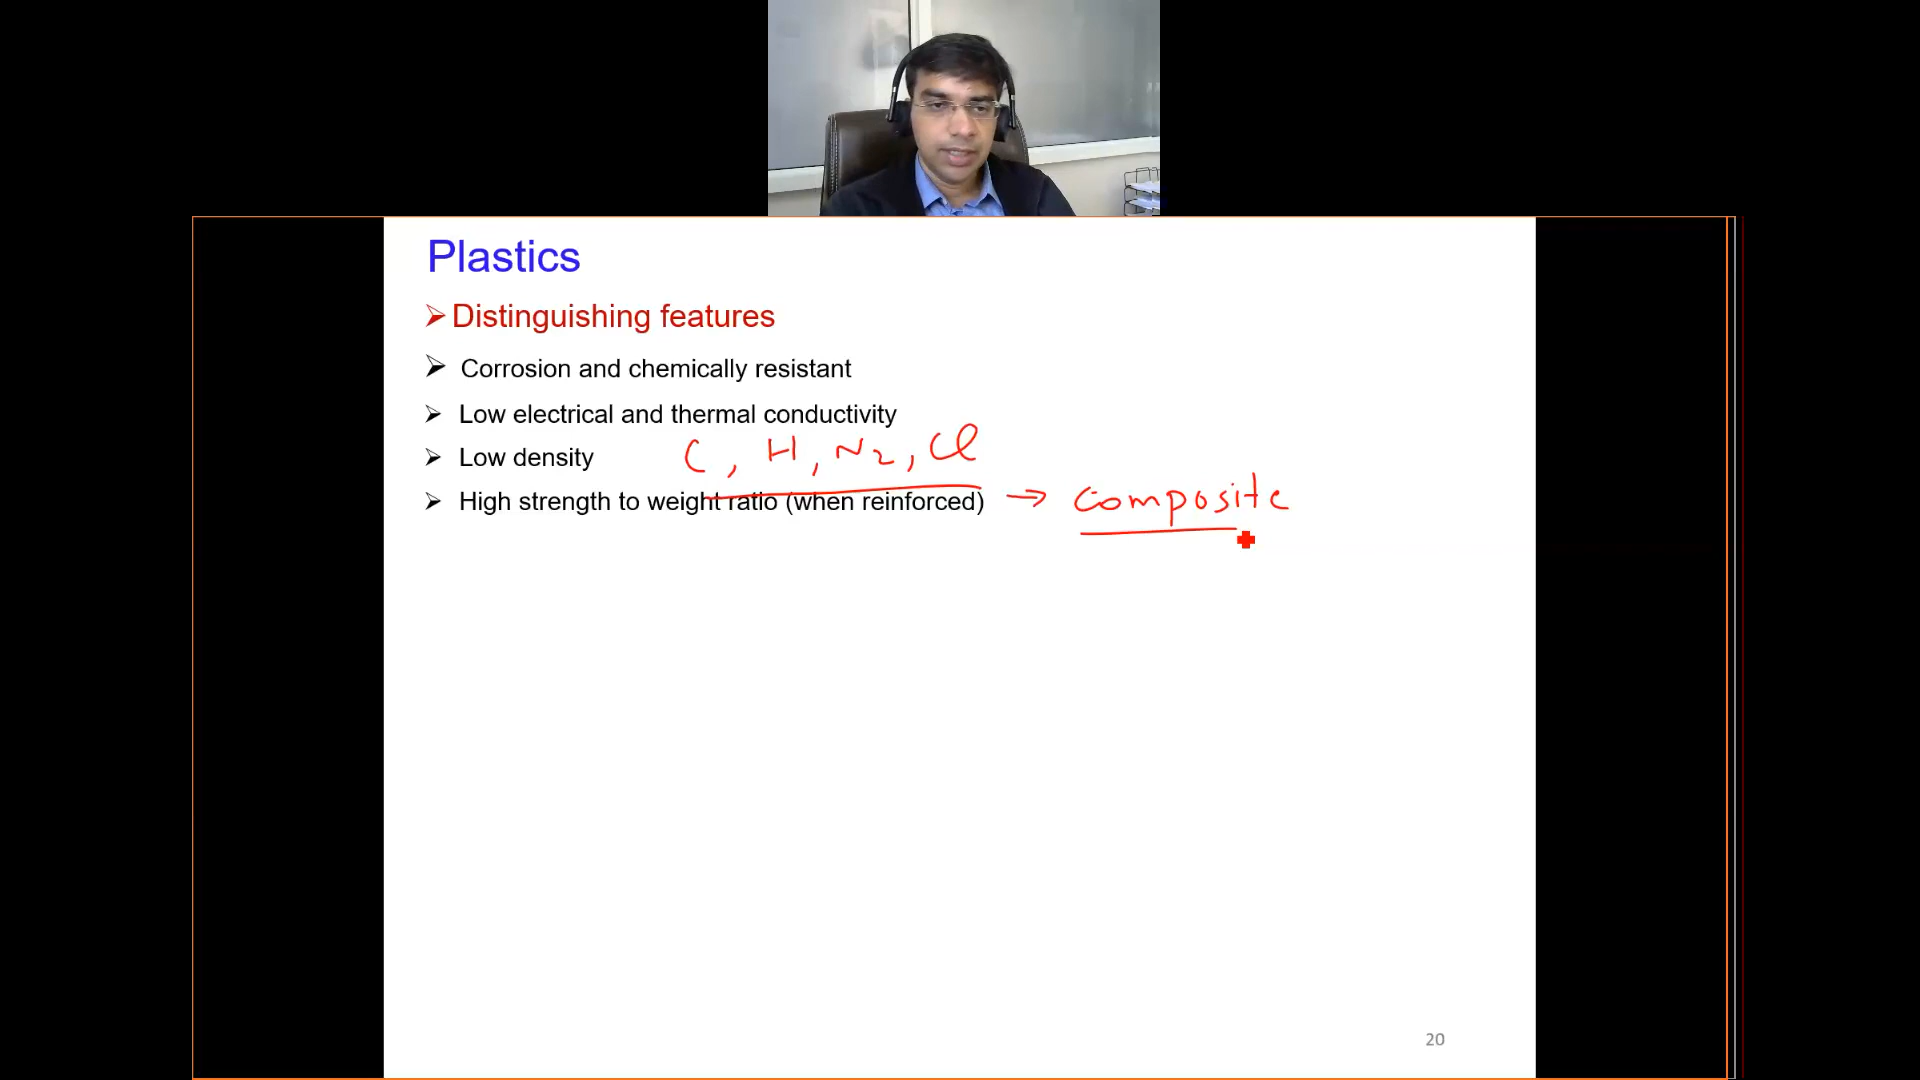 Plastics
➢ Distinguishing features
➢ Corrosion and chemically resistant
➢ Low electrical and thermal conductivity
➢ Low density C, H, N2, Cl
➢ High strength to weight ratio (when reinforced) → composite
20